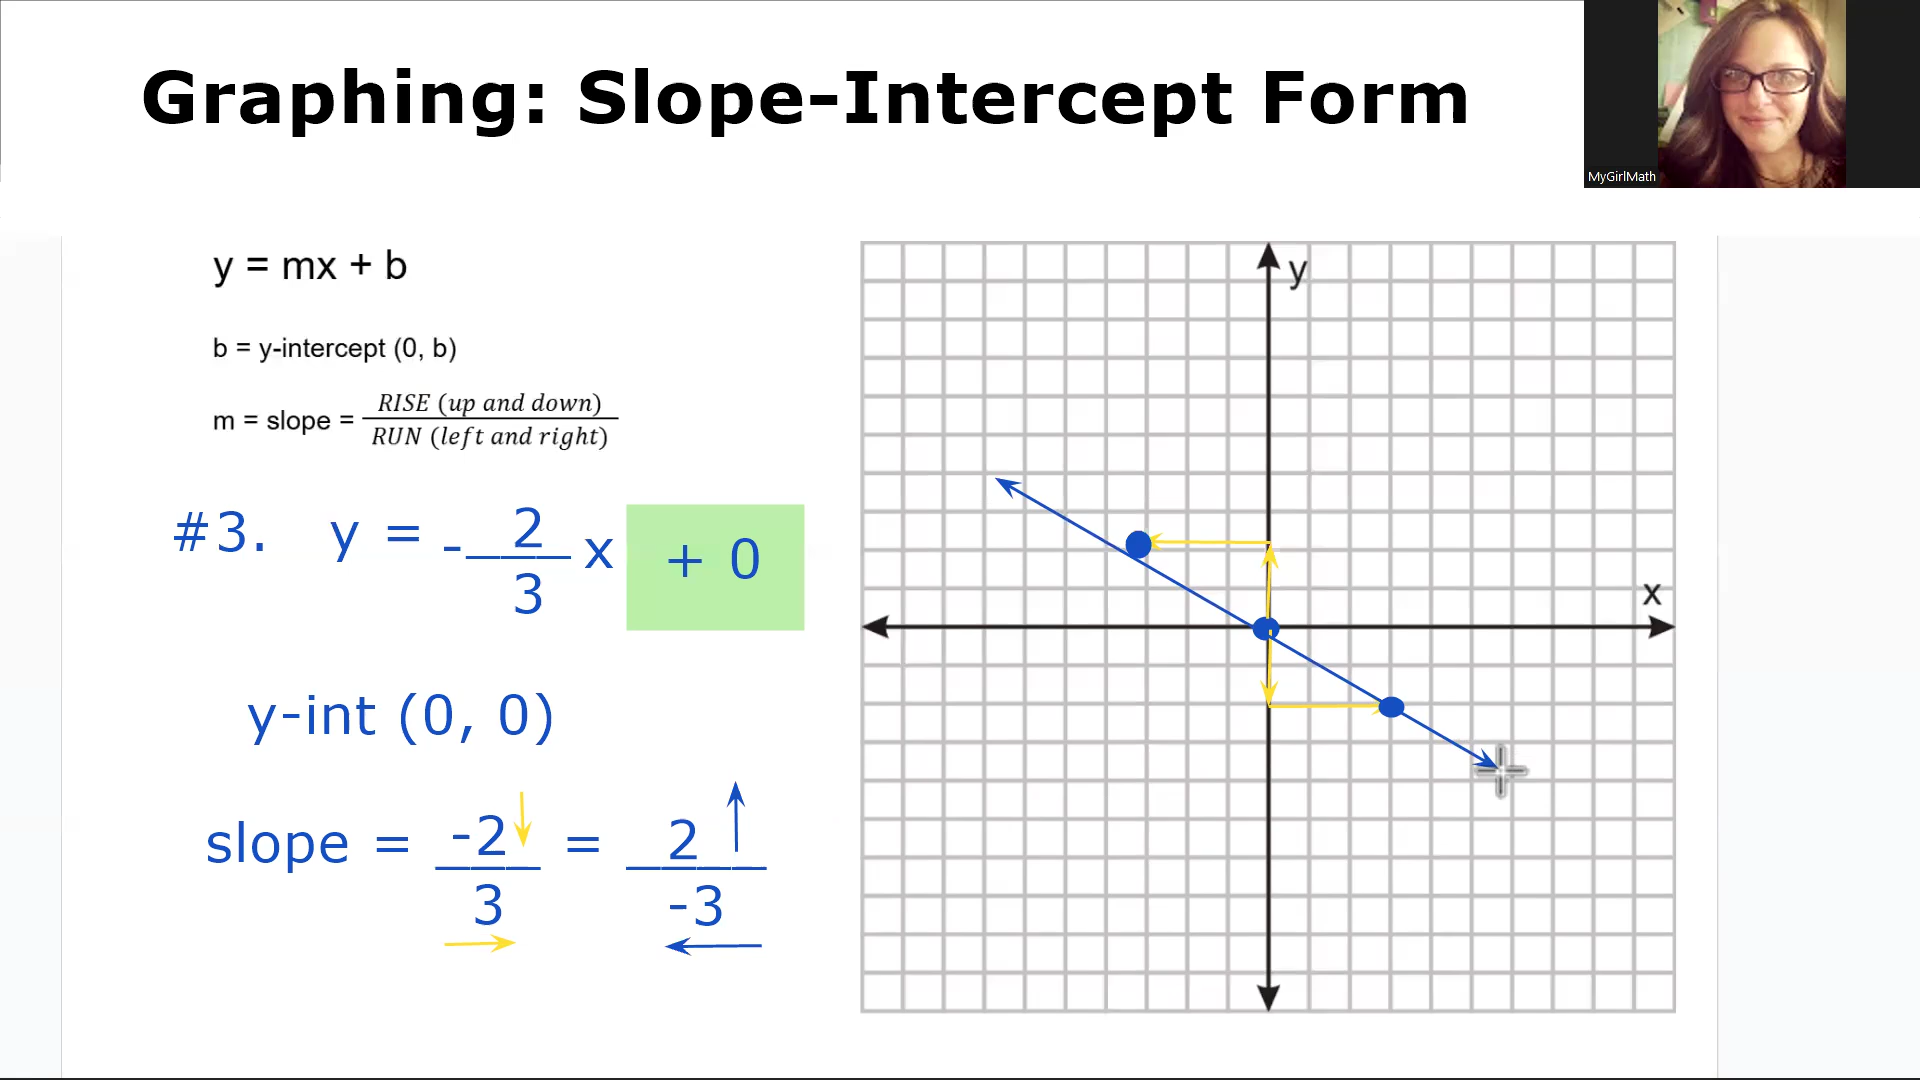 Graphing: Slope-Intercept Form
MyGirlMath
y = mx + b
b = y-intercept (0, b)
m = slope = RISE (up and down)
RUN (left and right)
y
x
#3. y = - 2 x + 0
3
y-int (0, 0)
slope = -2 = 2
3 -3